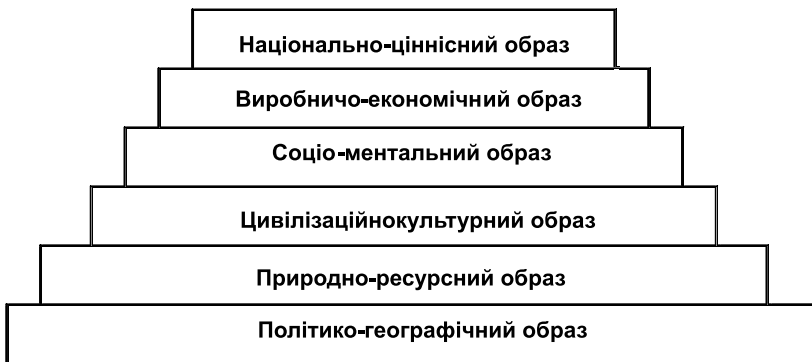 Національно-ціннісний образ
Виробничо-економічний образ
Соціо-ментальний образ
Цивілізаційнокультурний образ
Природно-ресурсний образ
Політико-географічний образ